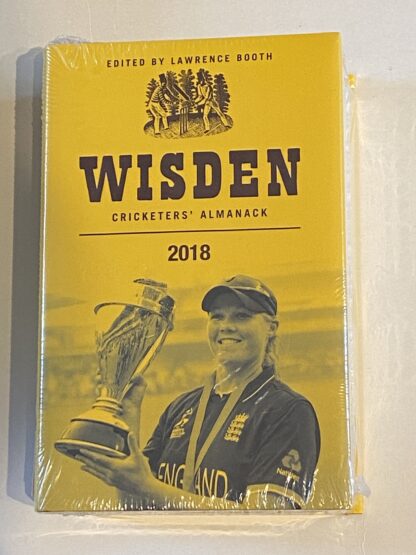 EDITED BY LAWRENCE BOOTH
WISDEN
CRICKETERS' ALMANACK
2018
ENGLAND